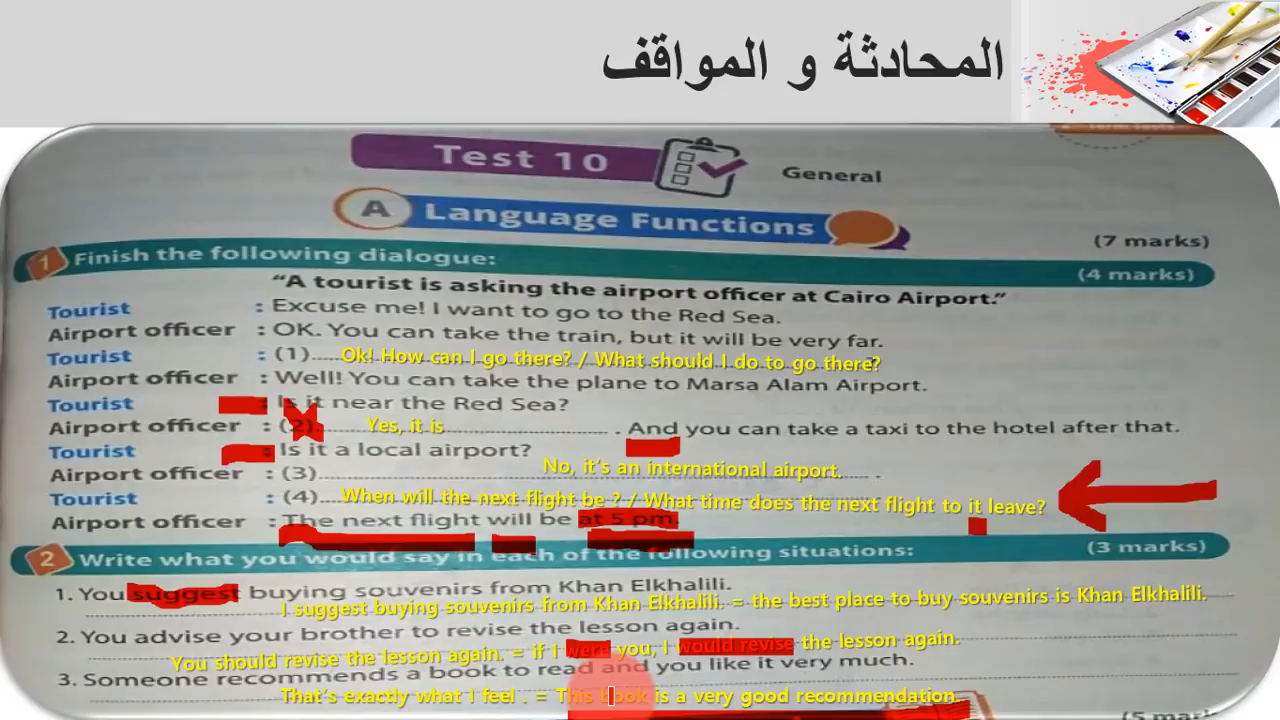 المحادثة و المواقف
Test 10
General
A Language Functions
(7 marks)
1 Finish the following dialogue: (4 marks)
"A tourist is asking the airport officer at Cairo Airport."
Tourist : Excuse me! I want to go to the Red Sea.
Airport officer : OK. You can take the train, but it will be very far.
Tourist : (1)..... Ok! How can I go there? / What should I do to go there?
Airport officer : Well! You can take the plane to Marsa Alam Airport.
Tourist : Is it near the Red Sea?
Airport officer : (2)..... Yes, it is ..... . And you can take a taxi to the hotel after that.
Tourist : Is it a local airport?
Airport officer : (3) ..... No, it's an international airport. ..... .
Tourist : (4)..... When will the next flight be ? / What time does the next flight to it leave?
Airport officer : The next flight will be at 5 pm.
2 Write what you would say in each of the following situations: (3 marks)
1. You suggest buying souvenirs from Khan Elkhalili.
I suggest buying souvenirs from Khan Elkhalili. = the best place to buy souvenirs is Khan Elkhalili.
2. You advise your brother to revise the lesson again.
You should revise the lesson again. = if I were you, I would revise the lesson again.
3. Someone recommends a book to read and you like it very much.
That's exactly what I feel . = This book is a very good recommendation.